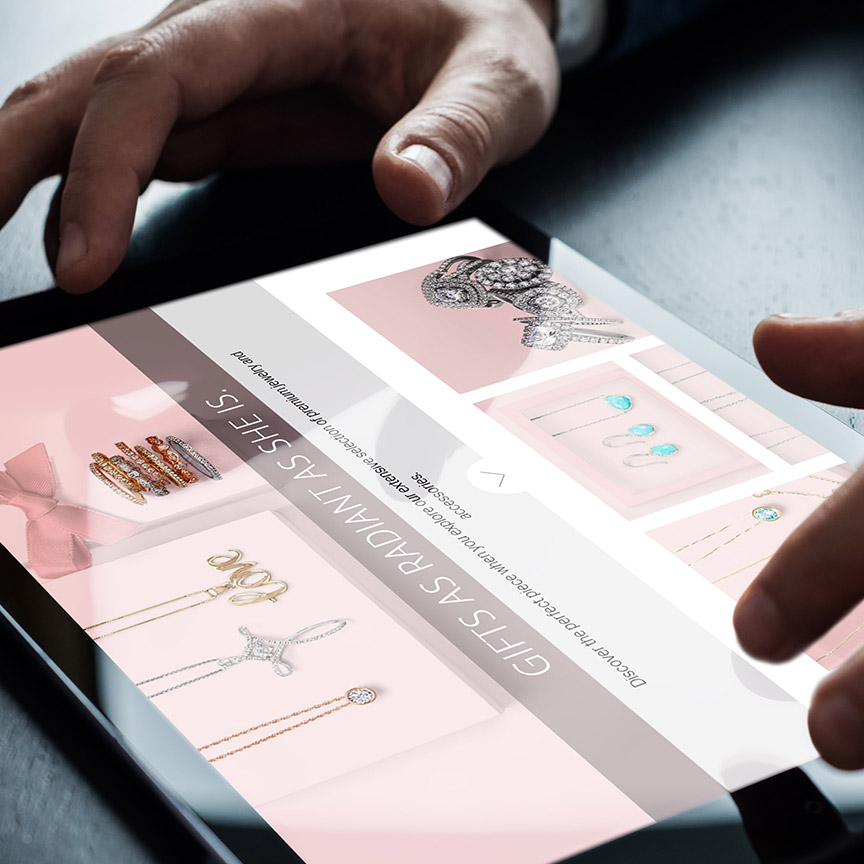 GIFTS AS RADIANT AS SHE IS.
Discover the perfect piece when you explore our extensive selection of premium jewelry and
accessories.
love